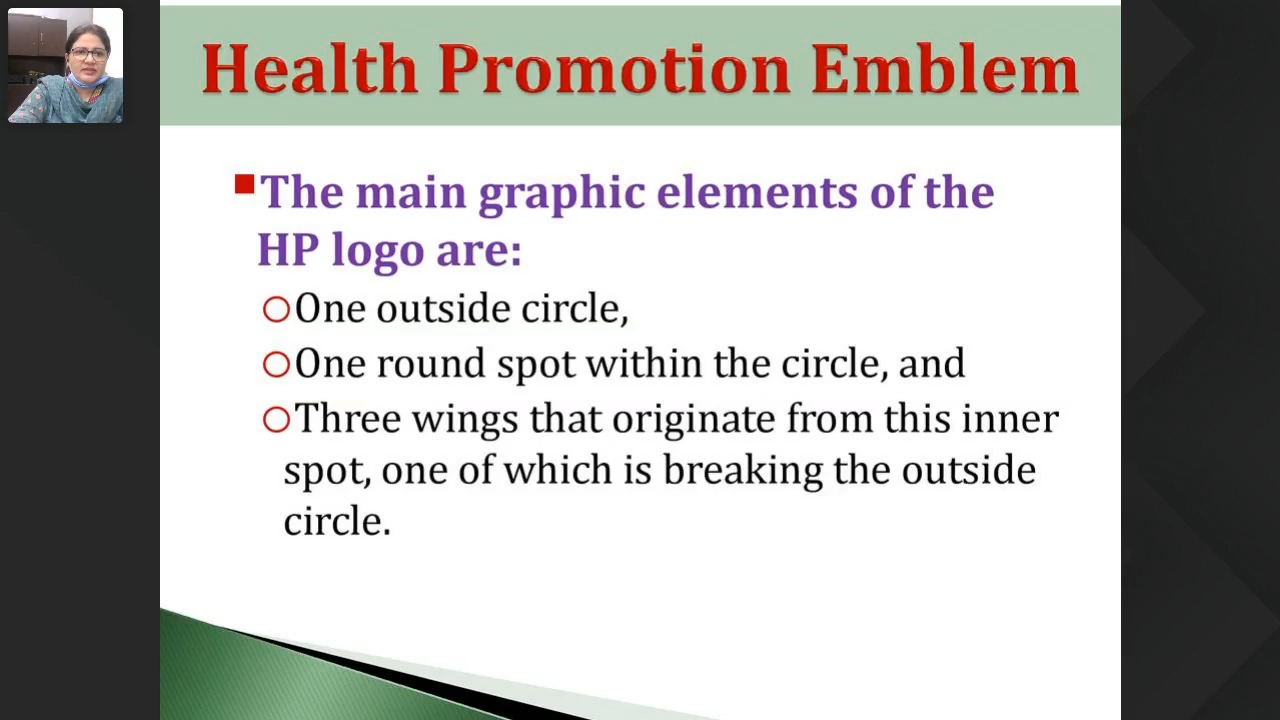 Health Promotion Emblem
The main graphic elements of the
HP logo are:
One outside circle,
One round spot within the circle, and
Three wings that originate from this inner
spot, one of which is breaking the outside
circle.